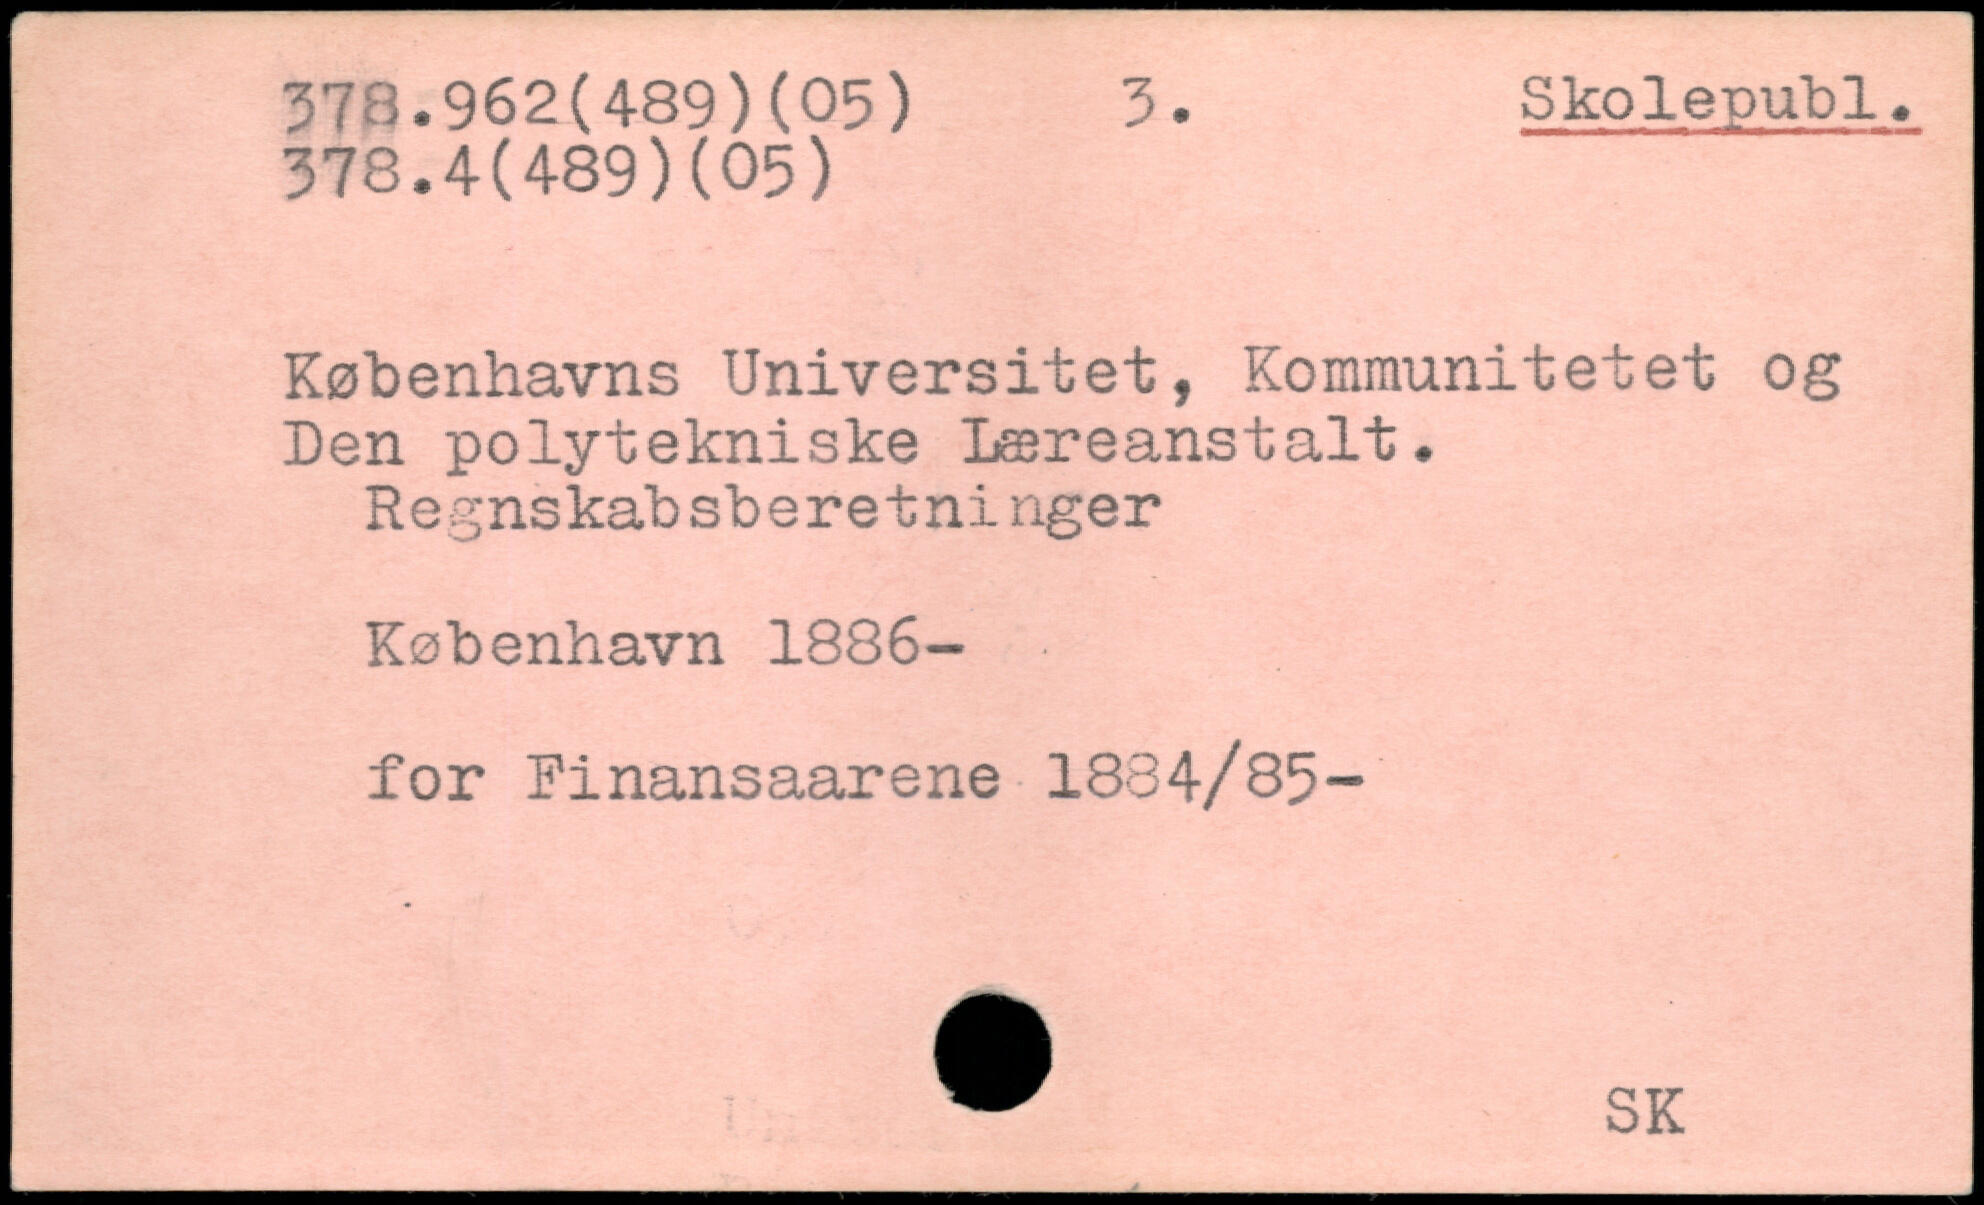 378.962(489)(05) 3. Skolepubl.
378.4(489)(05)
Københavns Universitet, Kommunitetet og
Den polytekniske Læreanstalt.
Regnskabsberetninger
København 1886-
for Finansaarene 1884/85-
SK